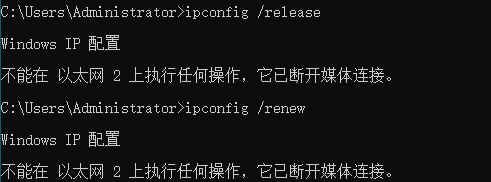 C:\Users\Administrator>ipconfig /release
Windows IP 配置
不能在 以太网 2 上执行任何操作，它已断开媒体连接。
C:\Users\Administrator>ipconfig /renew
Windows IP 配置
不能在 以太网 2 上执行任何操作，它已断开媒体连接。